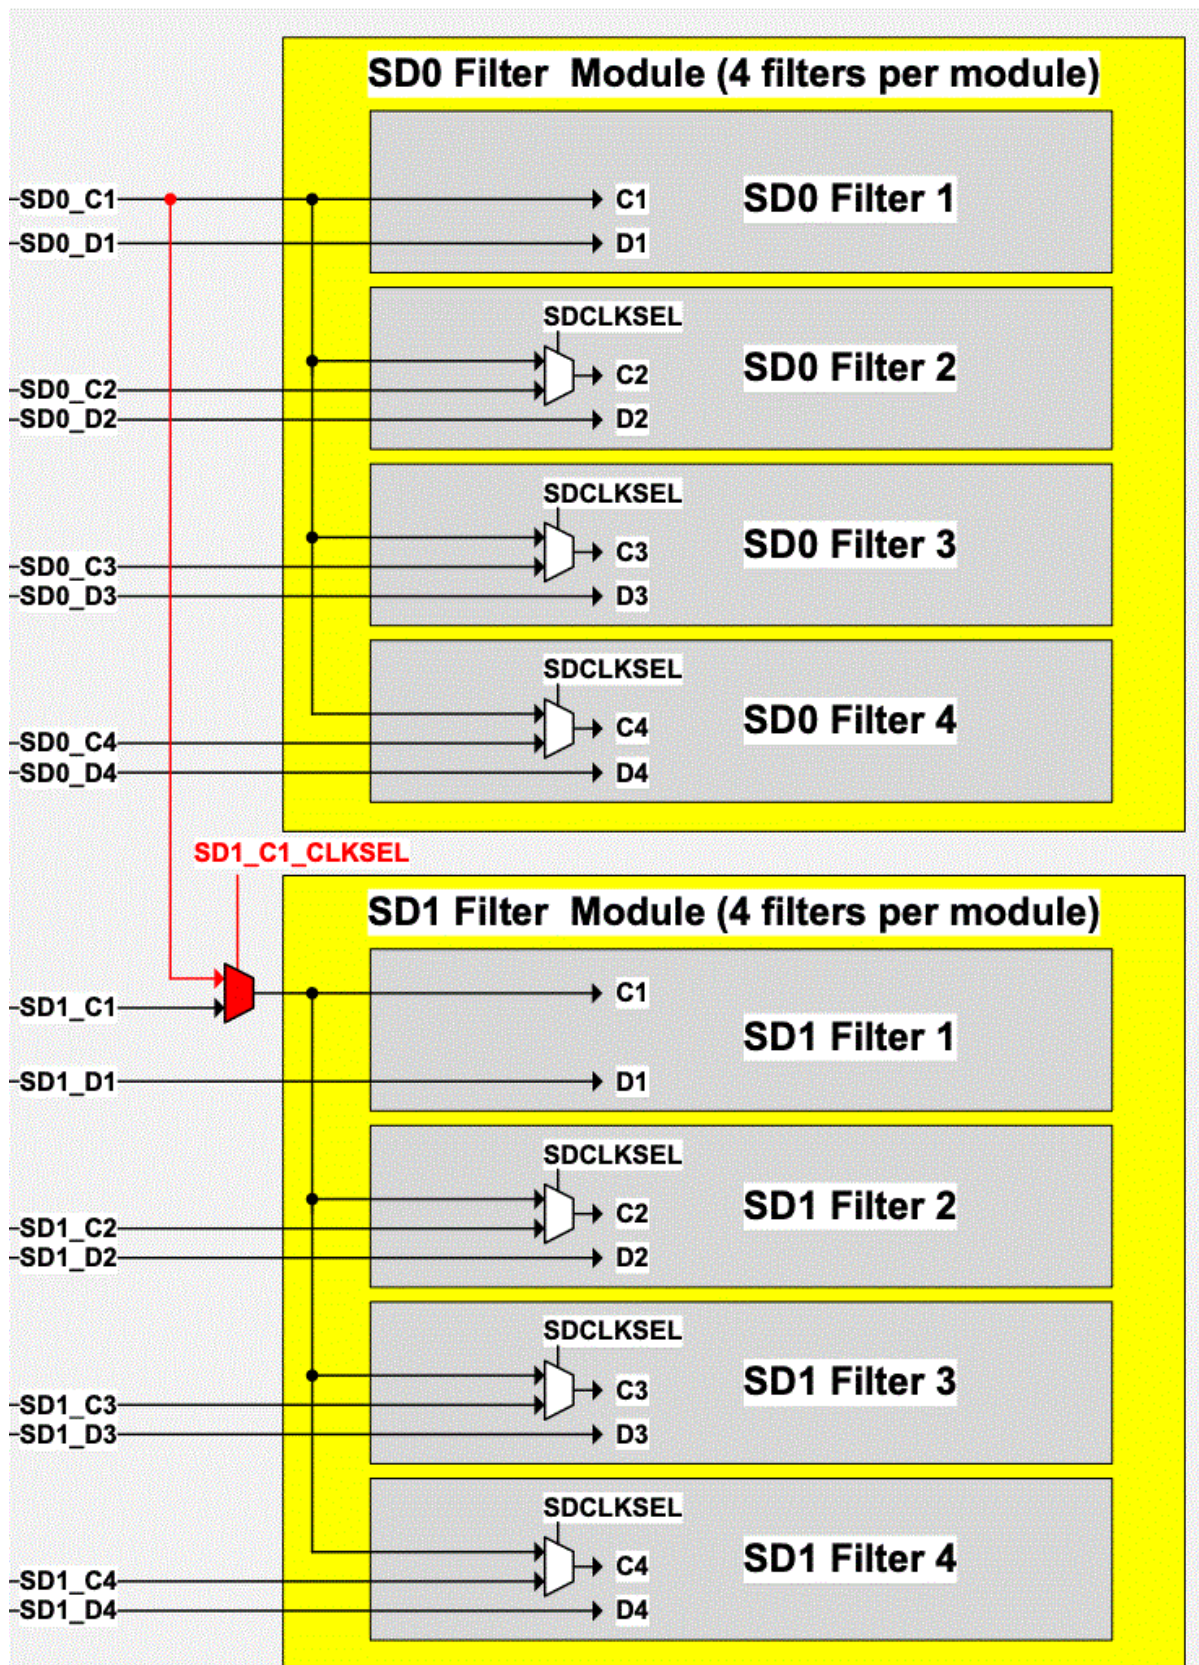 SD0 Filter Module (4 filters per module)
SD0_C1
C1
SD0 Filter 1
SD0_D1
D1
SDCLKSEL
SD0 Filter 2
C2
SD0_C2
SD0_D2
D2
SDCLKSEL
SD0 Filter 3
C3
SD0_C3
SD0_D3
D3
SDCLKSEL
SD0 Filter 4
C4
SD0_C4
SD0_D4
D4
SD1_C1_CLKSEL
SD1 Filter Module (4 filters per module)
C1
SD1_C1
SD1 Filter 1
SD1_D1
D1
SDCLKSEL
SD1 Filter 2
C2
SD1_C2
SD1_D2
D2
SDCLKSEL
SD1 Filter 3
C3
SD1_C3
SD1_D3
D3
SDCLKSEL
SD1 Filter 4
C4
SD1_C4
SD1_D4
D4